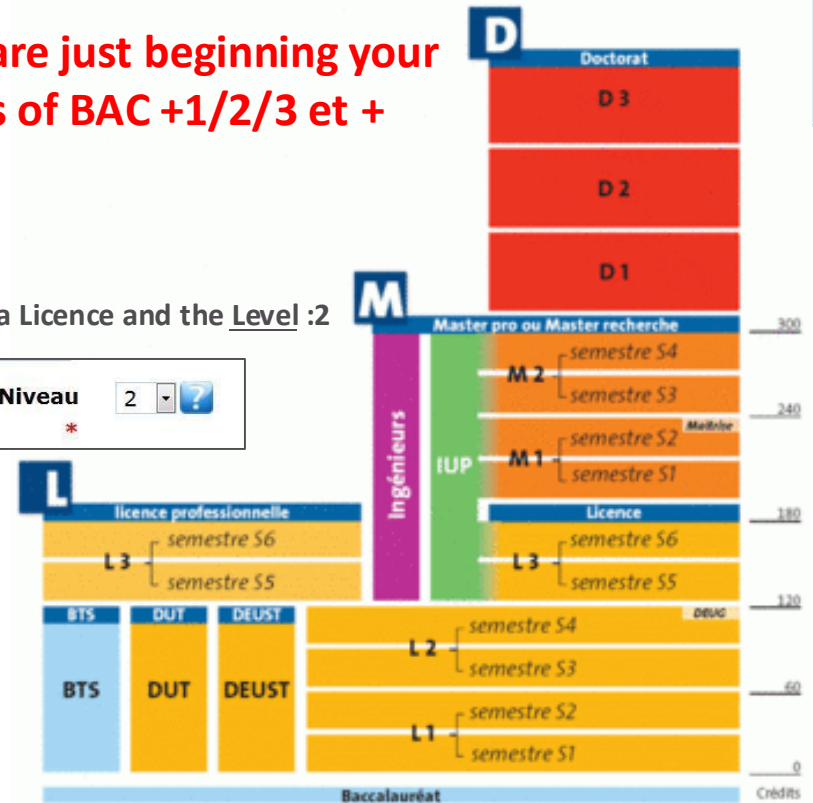 are just beginning your
s of BAC +1/2/3 et +
D
Doctorat
D 3
D 2
D 1
a Licence and the Level :2
Niveau
*
2
?
M
Master pro ou Master recherche
300
semestre S4
M 2
semestre S3
240
Maîtrise
semestre S2
M 1
semestre S1
Ingénieurs
IUP
180
L
licence professionnelle
semestre S6
L 3
semestre S5
Licence
semestre S6
L 3
semestre S5
120
BTS
DUT
DEUST
DEUG
semestre S4
L 2
semestre S3
BTS
DUT
DEUST
60
semestre S2
L 1
semestre S1
0
Baccalauréat
Crédits